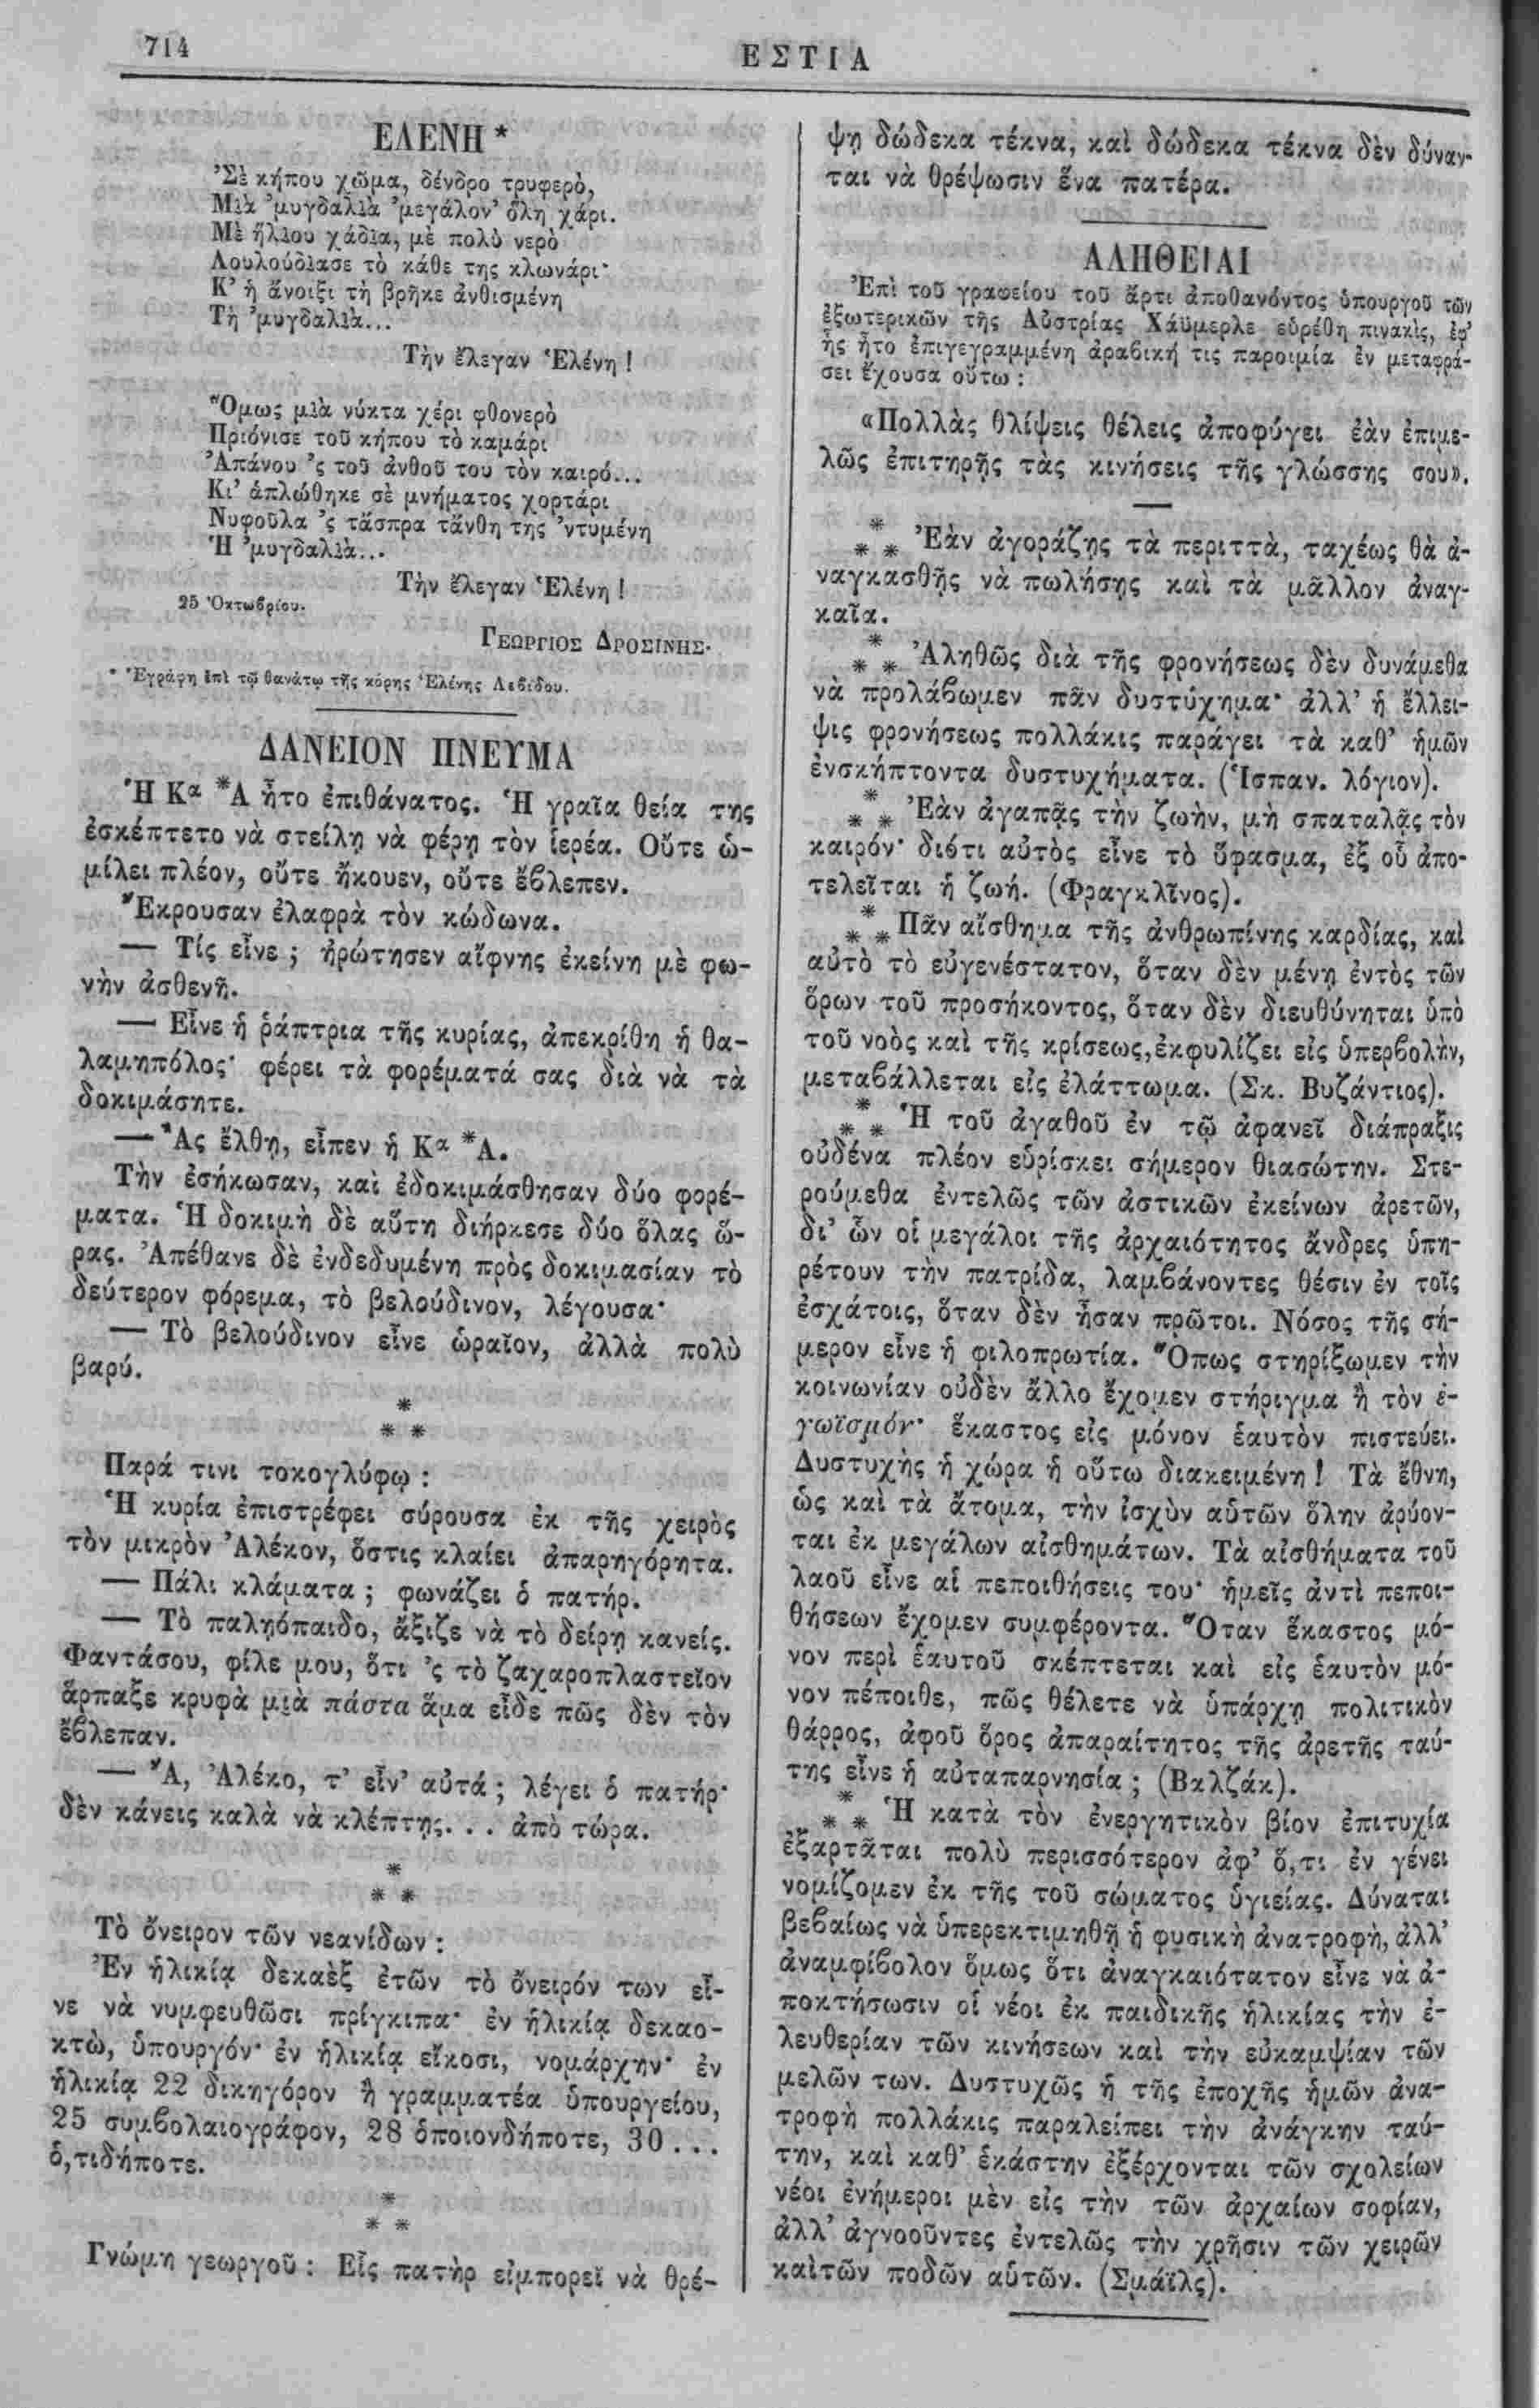 714
ΕΣΤΙΑ
ΕΛΕΝΗ *
Σὲ κήπου χῶμα, δένδρο τρυφερὸ,
Μιὰ 'μυγδαλιὰ 'μεγάλον' ὅλη χάρι.
Μὲ ἥλιου χάδια, μὲ πολὺ νερὸ
Λουλούδιασε τὸ κάθε της κλωνάρι·
Κ' ἡ ἄνοιξι τὴ βρῆκε ἀνθισμένη
Τὴ 'μυγδαλιὰ...
Τὴν ἔλεγαν Ἑλένη!
Ὅμως μιὰ νύκτα χέρι φθονερὸ
Πριόνισε τοῦ κήπου τὸ καμάρι
Ἀπάνου 'ς τοῦ ἀνθοῦ του τὸν καιρό...
Κι' ἁπλώθηκε σὲ μνήματος χορτάρι
Νυφοῦλα 'ς τἄσπρα τἄνθη της 'ντυμένη
Ἡ 'μυγδαλιὰ...
Τὴν ἔλεγαν Ἑλένη!
25 Ὀκτωβρίου.
ΓΕΩΡΓΙΟΣ ΔΡΟΣΙΝΗΣ.
* Ἐγράφη ἐπὶ τῷ θανάτῳ τῆς κόρης Ἑλένης Λεβίδου.
ΔΑΝΕΙΟΝ ΠΝΕΥΜΑ
Ἡ Κα *Α ἦτο ἐπιθάνατος. Ἡ γραῖα θεία της
ἐσκέπτετο νὰ στείλῃ νὰ φέρῃ τὸν ἱερέα. Οὔτε ὡ-
μίλει πλέον, οὔτε ἤκουεν, οὔτε ἔβλεπεν.
Ἔκρουσαν ἐλαφρὰ τὸν κώδωνα.
— Τίς εἶνε ; ἠρώτησεν αἴφνης ἐκείνη μὲ φω-
νὴν ἀσθενῆ.
— Εἶνε ἡ ῥάπτρια τῆς κυρίας, ἀπεκρίθη ἡ θα-
λαμηπόλος· φέρει τὰ φορέματά σας διὰ νὰ τὰ
δοκιμάσητε.
— Ἂς ἔλθῃ, εἶπεν ἡ Κα *Α.
Τὴν ἐσήκωσαν, καὶ ἐδοκιμάσθησαν δύο φορέ-
ματα. Ἡ δοκιμὴ δὲ αὕτη διήρκεσε δύο ὅλας ὥ-
ρας. Ἀπέθανε δὲ ἐνδεδυμένη πρὸς δοκιμασίαν τὸ
δεύτερον φόρεμα, τὸ βελούδινον, λέγουσα·
— Τὸ βελούδινον εἶνε ὡραῖον, ἀλλὰ πολὺ
βαρύ.
*
* *
Παρά τινι τοκογλύφῳ :
Ἡ κυρία ἐπιστρέφει σύρουσα ἐκ τῆς χειρὸς
τὸν μικρὸν Ἀλέκον, ὅστις κλαίει ἀπαρηγόρητα.
— Πάλι κλάματα ; φωνάζει ὁ πατήρ.
— Τὸ παληόπαιδο, ἄξιζε νὰ τὸ δείρῃ κανείς.
Φαντάσου, φίλε μου, ὅτι 'ς τὸ ζαχαροπλαστεῖον
ἅρπαξε κρυφὰ μιὰ πάστα ἅμα εἶδε πῶς δὲν τὸν
ἔβλεπαν.
— Ἄ, Ἀλέκο, τ' εἶν' αὐτά ; λέγει ὁ πατήρ·
δὲν κάνεις καλὰ νὰ κλέπτῃς... ἀπὸ τώρα.
*
* *
Τὸ ὄνειρον τῶν νεανίδων :
Ἐν ἡλικίᾳ δεκαὲξ ἐτῶν τὸ ὄνειρόν των εἶ-
νε νὰ νυμφευθῶσι πρίγκιπα· ἐν ἡλικίᾳ δεκαο-
κτὼ, ὑπουργόν· ἐν ἡλικίᾳ εἴκοσι, νομάρχην· ἐν
ἡλικίᾳ 22 δικηγόρον ἢ γραμματέα ὑπουργείου,
25 συμβολαιογράφον, 28 ὁποιονδήποτε, 30...
ὅ,τιδήποτε.
*
* *
Γνώμη γεωργοῦ : Εἷς πατὴρ εἰμπορεῖ νὰ θρέ-
ψῃ δώδεκα τέκνα, καὶ δώδεκα τέκνα δὲν δύναν-
ται νὰ θρέψωσιν ἕνα πατέρα.
ΑΛΗΘΕΙΑΙ
Ἐπὶ τοῦ γραφείου τοῦ ἄρτι ἀποθανόντος ὑπουργοῦ τῶν
ἐξωτερικῶν τῆς Αὐστρίας Χάϋμερλε εὑρέθη πινακὶς, ἐφ'
ἧς ἦτο ἐπιγεγραμμένη ἀραβική τις παροιμία ἐν μεταφρά-
σει ἔχουσα οὕτω :
«Πολλὰς θλίψεις θέλεις ἀποφύγει ἐὰν ἐπιμε-
λῶς ἐπιτηρῇς τὰς κινήσεις τῆς γλώσσης σου».
*** Ἐὰν ἀγοράζῃς τὰ περιττὰ, ταχέως θὰ ἀ-
ναγκασθῇς νὰ πωλήσῃς καὶ τὰ μᾶλλον ἀναγ-
καῖα.
*** Ἀληθῶς διὰ τῆς φρονήσεως δὲν δυνάμεθα
νὰ προλάβωμεν πᾶν δυστύχημα· ἀλλ' ἡ ἔλλει-
ψις φρονήσεως πολλάκις παράγει τὰ καθ' ἡμῶν
ἐνσκήπτοντα δυστυχήματα. (Ἱσπαν. λόγιον).
*** Ἐὰν ἀγαπᾷς τὴν ζωὴν, μὴ σπαταλᾷς τὸν
καιρόν· διότι αὐτὸς εἶνε τὸ ὕφασμα, ἐξ οὗ ἀπο-
τελεῖται ἡ ζωή. (Φραγκλῖνος).
*** Πᾶν αἴσθημα τῆς ἀνθρωπίνης καρδίας, καὶ
αὐτὸ τὸ εὐγενέστατον, ὅταν δὲν μένῃ ἐντὸς τῶν
ὅρων τοῦ προσήκοντος, ὅταν δὲν διευθύνηται ὑπὸ
τοῦ νοὸς καὶ τῆς κρίσεως, ἐκφυλίζει εἰς ὑπερβολὴν,
μεταβάλλεται εἰς ἐλάττωμα. (Σκ. Βυζάντιος).
*** Ἡ τοῦ ἀγαθοῦ ἐν τῷ ἀφανεῖ διάπραξις
οὐδένα πλέον εὑρίσκει σήμερον θιασώτην. Στε-
ρούμεθα ἐντελῶς τῶν ἀστικῶν ἐκείνων ἀρετῶν,
δι' ὧν οἱ μεγάλοι τῆς ἀρχαιότητος ἄνδρες ὑπη-
ρέτουν τὴν πατρίδα, λαμβάνοντες θέσιν ἐν τοῖς
ἐσχάτοις, ὅταν δὲν ἦσαν πρῶτοι. Νόσος τῆς σή-
μερον εἶνε ἡ φιλοπρωτία. Ὅπως στηρίξωμεν τὴν
κοινωνίαν οὐδὲν ἄλλο ἔχομεν στήριγμα ἢ τὸν ἐ-
γωϊσμόν· ἕκαστος εἰς μόνον ἑαυτὸν πιστεύει.
Δυστυχὴς ἡ χώρα ἡ οὕτω διακειμένη! Τὰ ἔθνη,
ὡς καὶ τὰ ἄτομα, τὴν ἰσχὺν αὑτῶν ὅλην ἀρύον-
ται ἐκ μεγάλων αἰσθημάτων. Τὰ αἰσθήματα τοῦ
λαοῦ εἶνε αἱ πεποιθήσεις του· ἡμεῖς ἀντὶ πεποι-
θήσεων ἔχομεν συμφέροντα. Ὅταν ἕκαστος μό-
νον περὶ ἑαυτοῦ σκέπτεται καὶ εἰς ἑαυτὸν μό-
νον πέποιθε, πῶς θέλετε νὰ ὑπάρχῃ πολιτικὸν
θάρρος, ἀφοῦ ὅρος ἀπαραίτητος τῆς ἀρετῆς ταύ-
της εἶνε ἡ αὐταπαρνησία ; (Βαλζάκ).
*** Ἡ κατὰ τὸν ἐνεργητικὸν βίον ἐπιτυχία
ἐξαρτᾶται πολὺ περισσότερον ἀφ' ὅ,τι ἐν γένει
νομίζομεν ἐκ τῆς τοῦ σώματος ὑγιείας. Δύναται
βεβαίως νὰ ὑπερεκτιμηθῇ ἡ φυσικὴ ἀνατροφὴ, ἀλλ'
ἀναμφίβολον ὅμως ὅτι ἀναγκαιότατον εἶνε νὰ ἀ-
ποκτήσωσιν οἱ νέοι ἐκ παιδικῆς ἡλικίας τὴν ἐ-
λευθερίαν τῶν κινήσεων καὶ τὴν εὐκαμψίαν τῶν
μελῶν των. Δυστυχῶς ἡ τῆς ἐποχῆς ἡμῶν ἀνα-
τροφὴ πολλάκις παραλείπει τὴν ἀνάγκην ταύ-
την, καὶ καθ' ἑκάστην ἐξέρχονται τῶν σχολείων
νέοι ἐνήμεροι μὲν εἰς τὴν τῶν ἀρχαίων σοφίαν,
ἀλλ' ἀγνοοῦντες ἐντελῶς τὴν χρῆσιν τῶν χειρῶν
καὶ τῶν ποδῶν αὑτῶν. (Σμάϊλς).